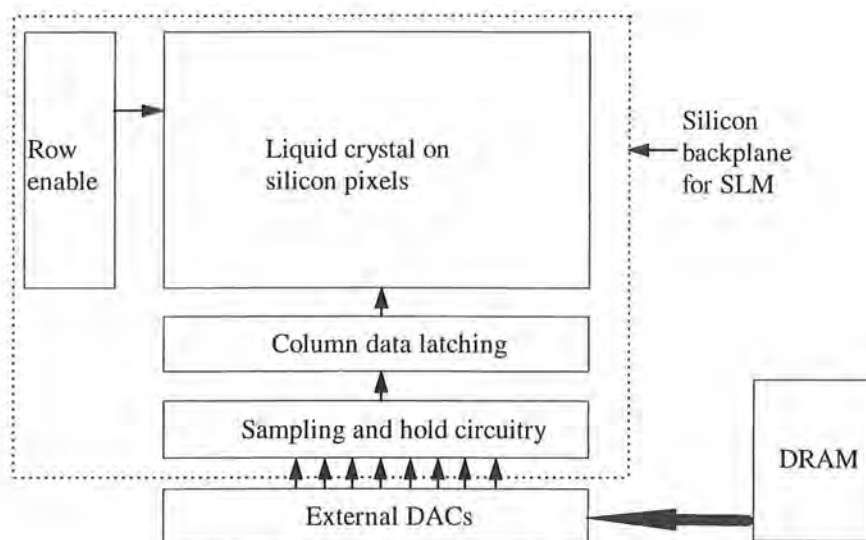 Row
enable
Liquid crystal on
silicon pixels
Silicon
backplane
for SLM
Column data latching
Sampling and hold circuitry
DRAM
External DACs